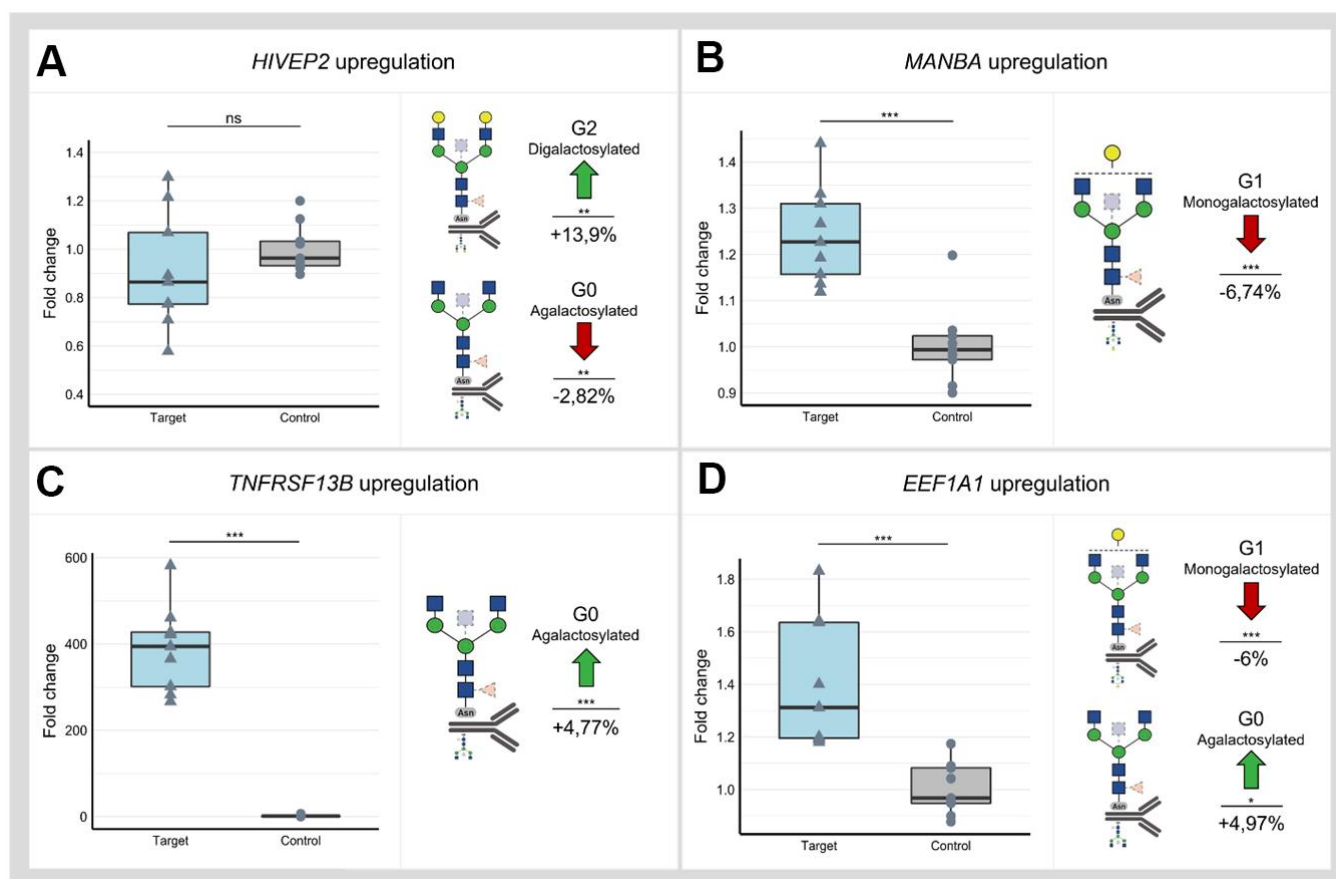 A
HIVEP2 upregulation
ns
Fold change
1.4
1.2
1.0
0.8
0.6
0.4
Target
Control
G2
Digalactosylated
**
+13,9%
Asn
G0
Agalactosylated
**
-2,82%
Asn
B
MANBA upregulation
***
Fold change
1.4
1.3
1.2
1.1
1.0
0.9
Target
Control
G1
Monogalactosylated
***
-6,74%
Asn
C
TNFRSF13B upregulation
***
Fold change
600
400
200
0
Target
Control
G0
Agalactosylated
***
+4,77%
Asn
D
EEF1A1 upregulation
***
Fold change
1.8
1.6
1.4
1.2
1.0
Target
Control
G1
Monogalactosylated
***
-6%
Asn
G0
Agalactosylated
*
+4,97%
Asn